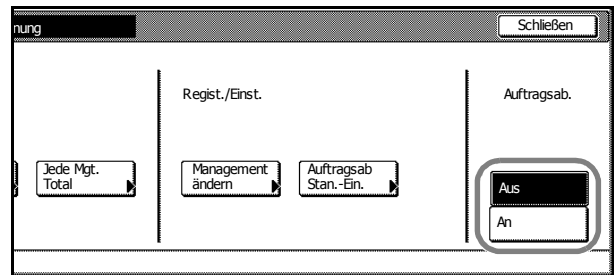 nung
Schließen
Regist./Einst.
Auftragsab.
Jede Mgt.
Total
Management
ändern
Auftragsab
Stan.-Ein.
Aus
An